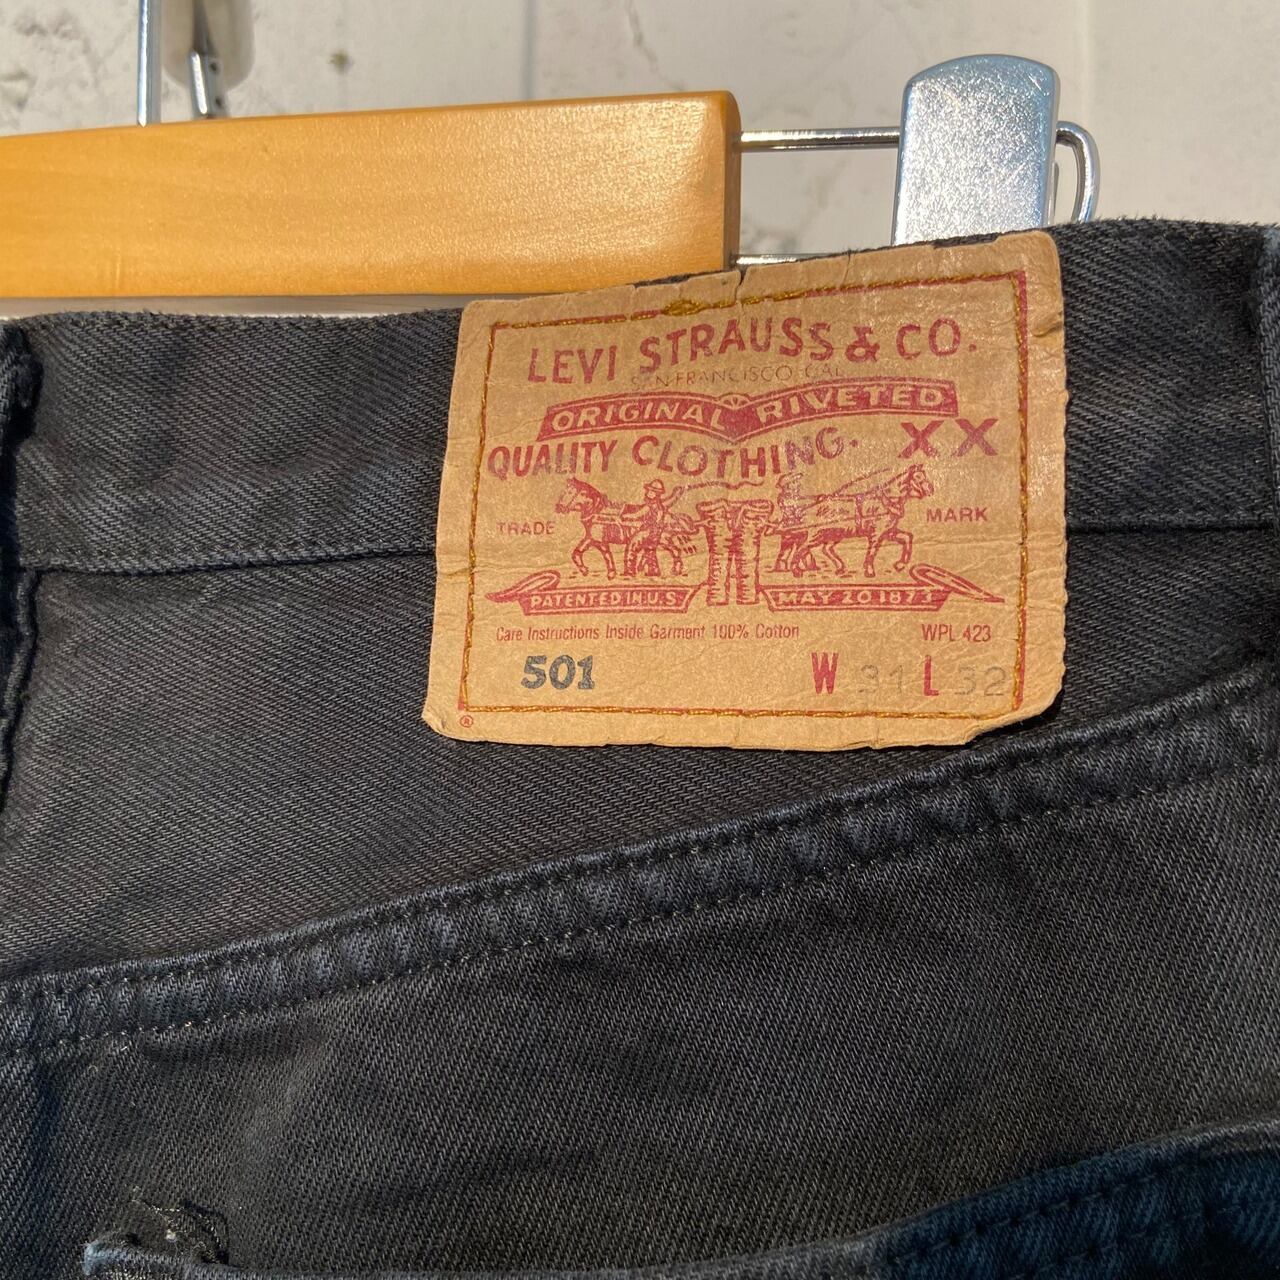 LEVI STRAUSS & CO.
SAN FRANCISCO CAL
ORIGINAL RIVETED
QUALITY CLOTHING. XX
TRADE MARK
PATENTED IN U.S. MAY 20 1873
Care Instructions Inside Garment 100% Cotton WPL 423
501 W 31 L 32
®